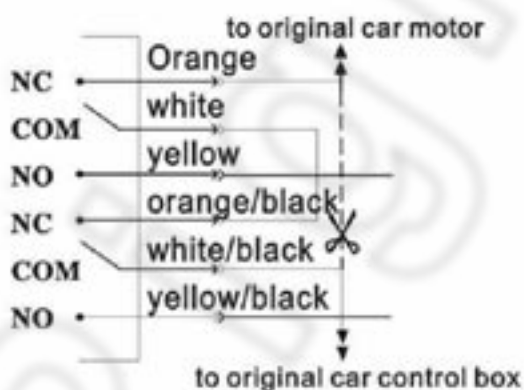 to original car motor
NC Orange
COM white
NO yellow
NC orange/black
COM white/black
NO yellow/black
to original car control box